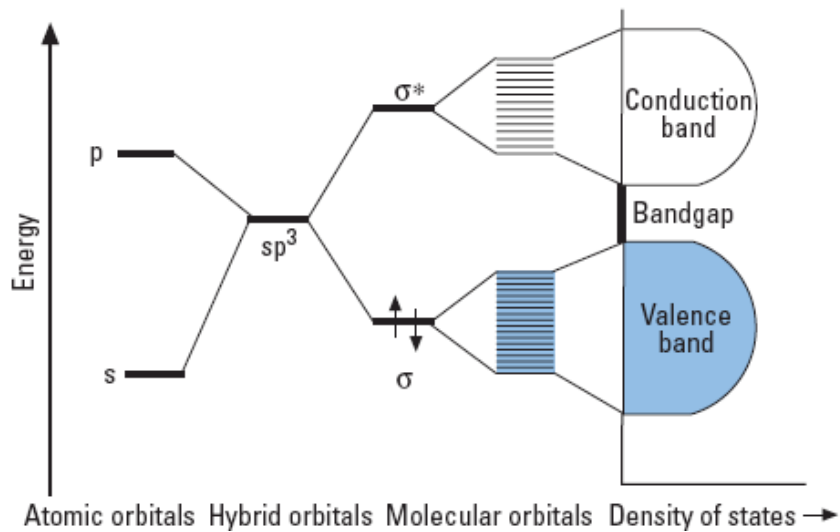 σ*
Conduction
band
p
Bandgap
sp³
Energy
Valence
band
s
σ
Atomic orbitals Hybrid orbitals Molecular orbitals Density of states →